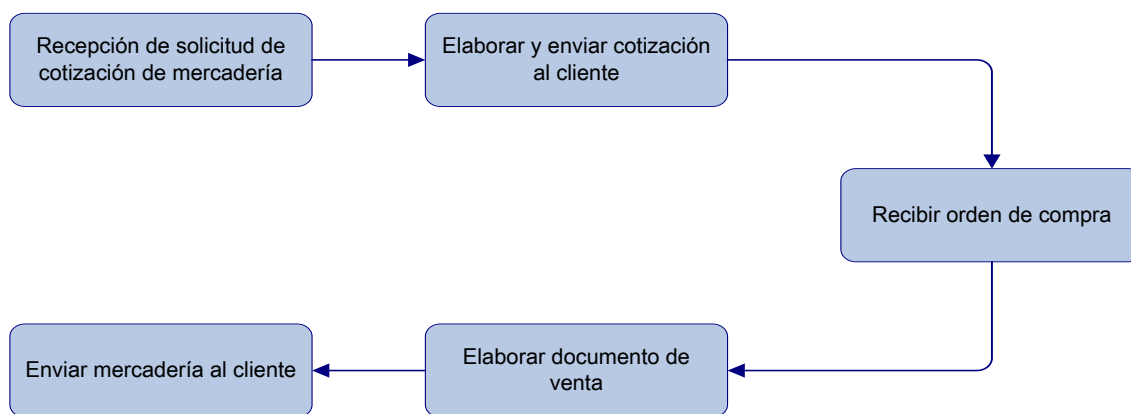 Recepción de solicitud de
cotización de mercadería
Elaborar y enviar cotización
al cliente
Recibir orden de compra
Elaborar documento de
venta
Enviar mercadería al cliente